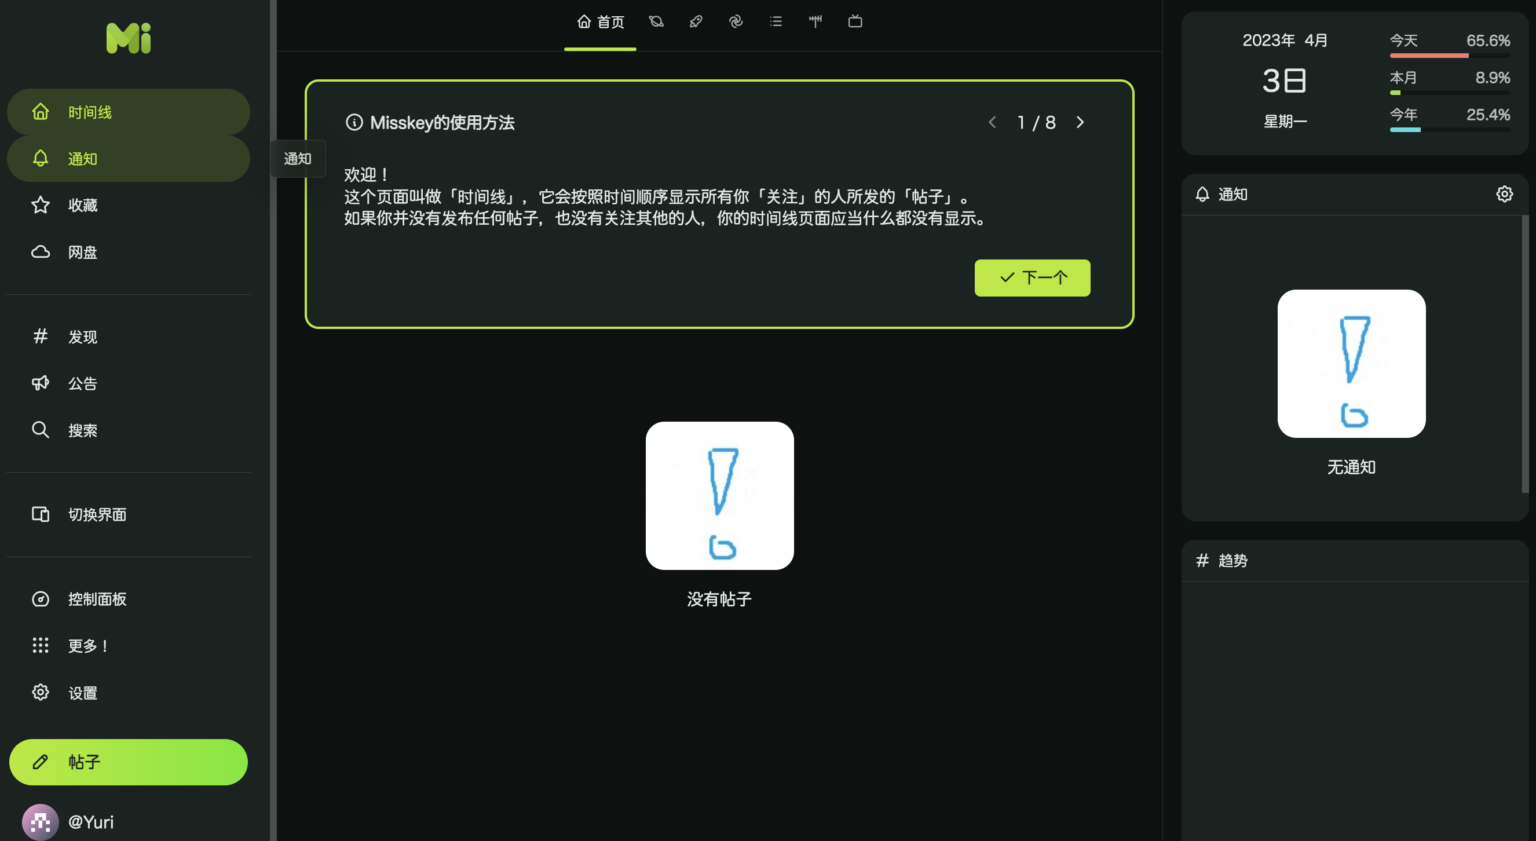 Mi
时间线
通知
收藏
网盘
发现
公告
搜索
切换界面
控制面板
更多！
设置
帖子
@Yuri
通知
首页
Misskey的使用方法
1 / 8
欢迎！
这个页面叫做「时间线」，它会按照时间顺序显示所有你「关注」的人所发的「帖子」。
如果你并没有发布任何帖子，也没有关注其他的人，你的时间线页面应当什么都没有显示。
下一个
没有帖子
2023年 4月
3日
星期一
今天 65.6%
本月 8.9%
今年 25.4%
通知
无通知
趋势